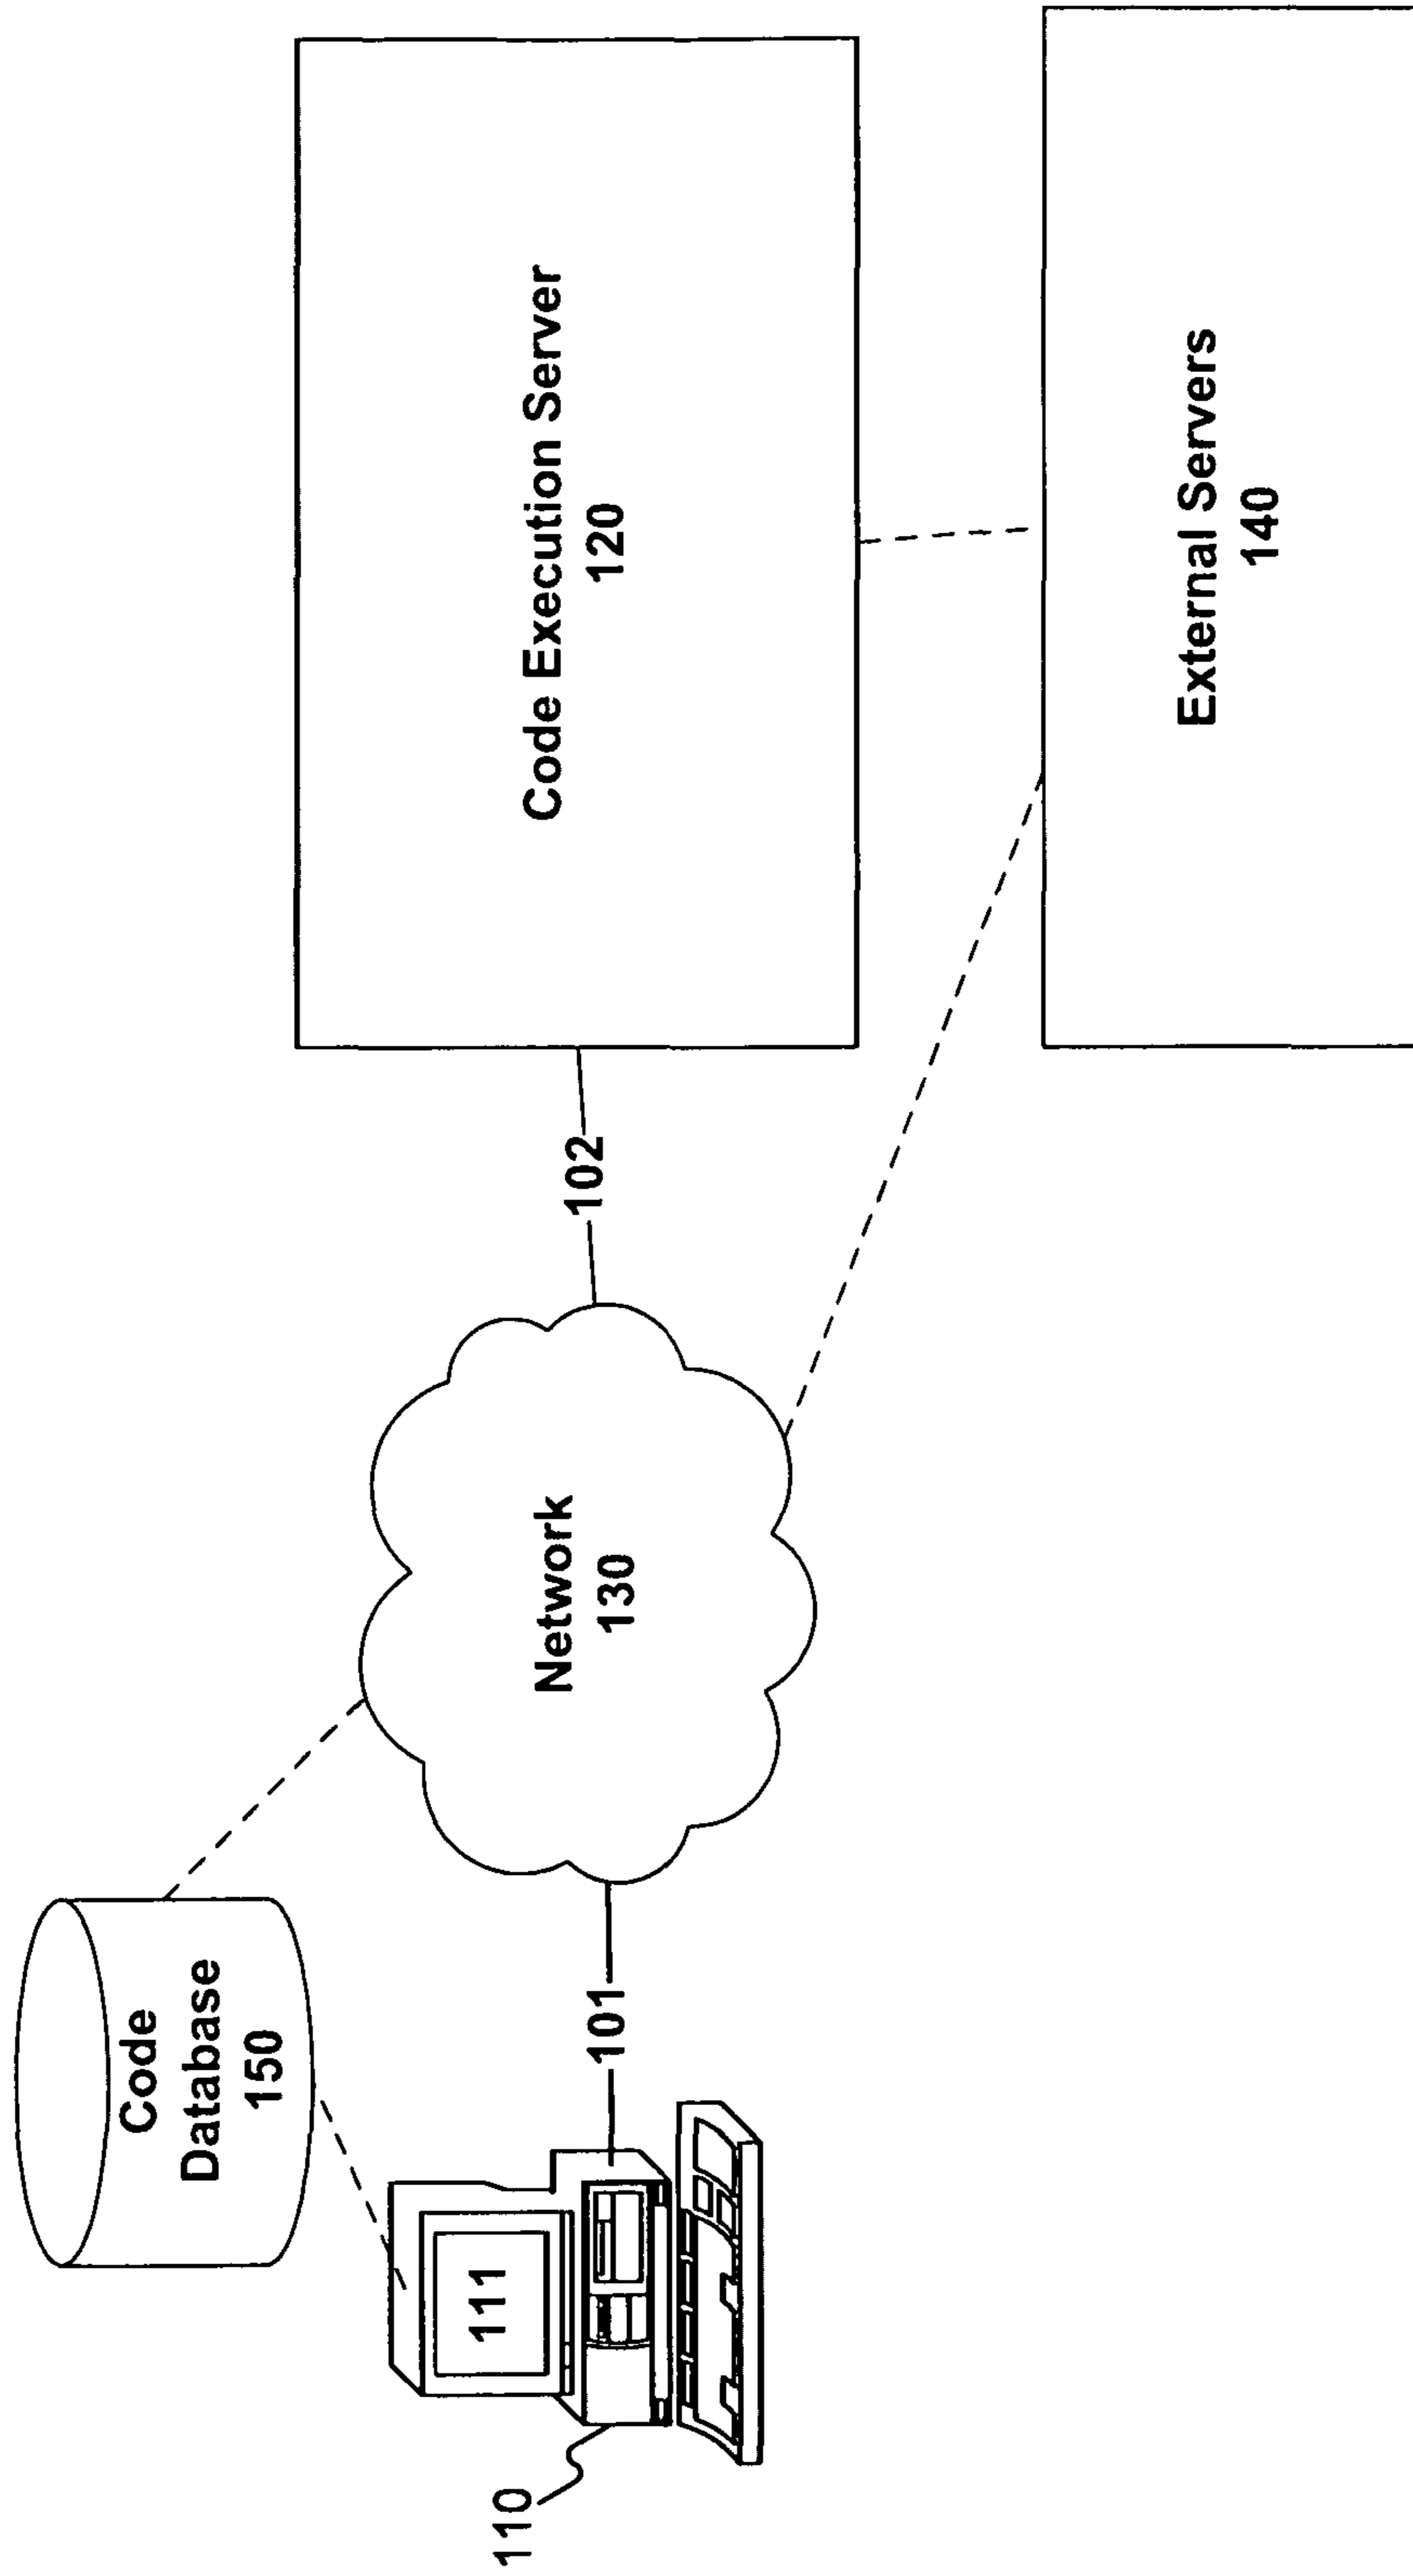 Code
Database
150
111
110
101
Network
130
102
Code Execution Server
120
External Servers
140